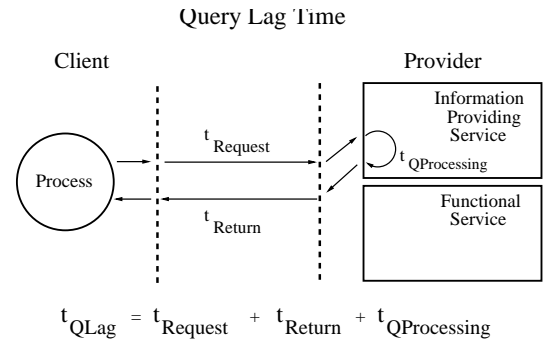 Query Lag Time
Client
Provider
Information
Providing
Service
t Request
t QProcessing
Process
t Return
Functional
Service
t QLag = t Request + t Return + t QProcessing